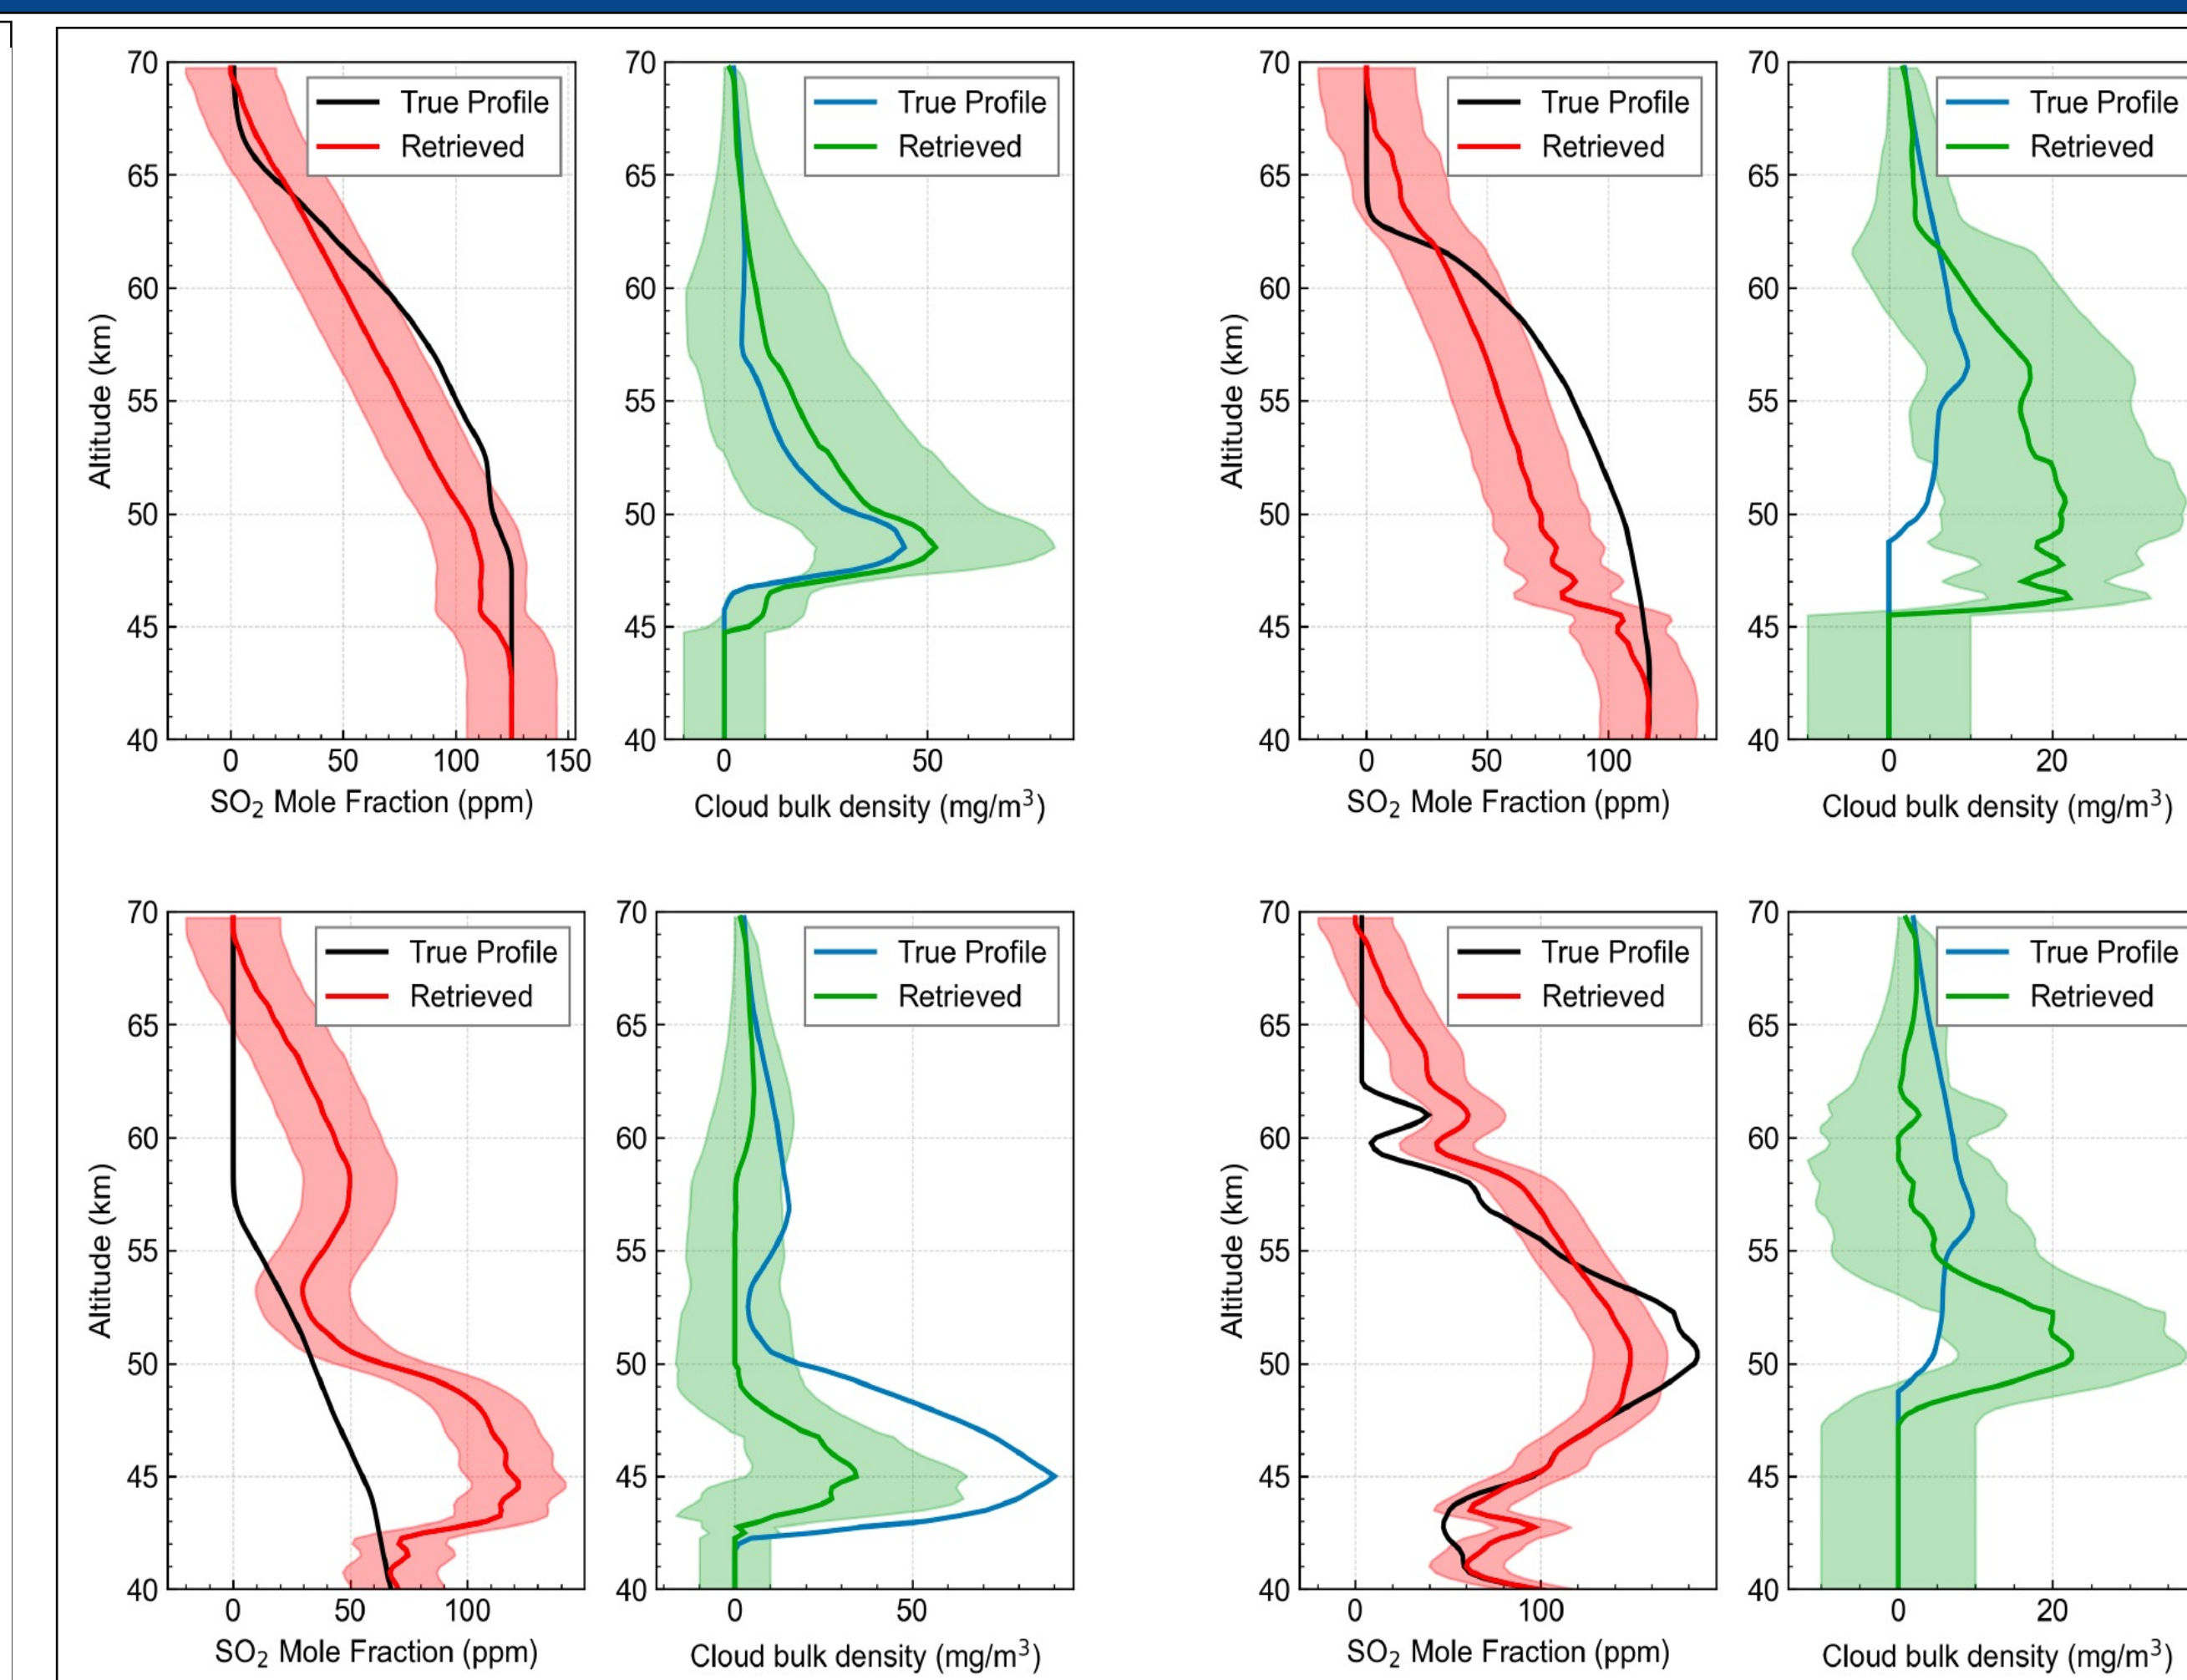 70
65
60
55
50
45
40
Altitude (km)
True Profile
Retrieved
0 50 100 150
SO₂ Mole Fraction (ppm)
70
65
60
55
50
45
40
True Profile
Retrieved
0 50
Cloud bulk density (mg/m³)
70
65
60
55
50
45
40
Altitude (km)
True Profile
Retrieved
0 50 100
SO₂ Mole Fraction (ppm)
70
65
60
55
50
45
40
True Profile
Retrieved
0 20
Cloud bulk density (mg/m³)
70
65
60
55
50
45
40
Altitude (km)
True Profile
Retrieved
0 50 100
SO₂ Mole Fraction (ppm)
70
65
60
55
50
45
40
True Profile
Retrieved
0 50
Cloud bulk density (mg/m³)
70
65
60
55
50
45
40
Altitude (km)
True Profile
Retrieved
0 100
SO₂ Mole Fraction (ppm)
70
65
60
55
50
45
40
True Profile
Retrieved
0 20
Cloud bulk density (mg/m³)